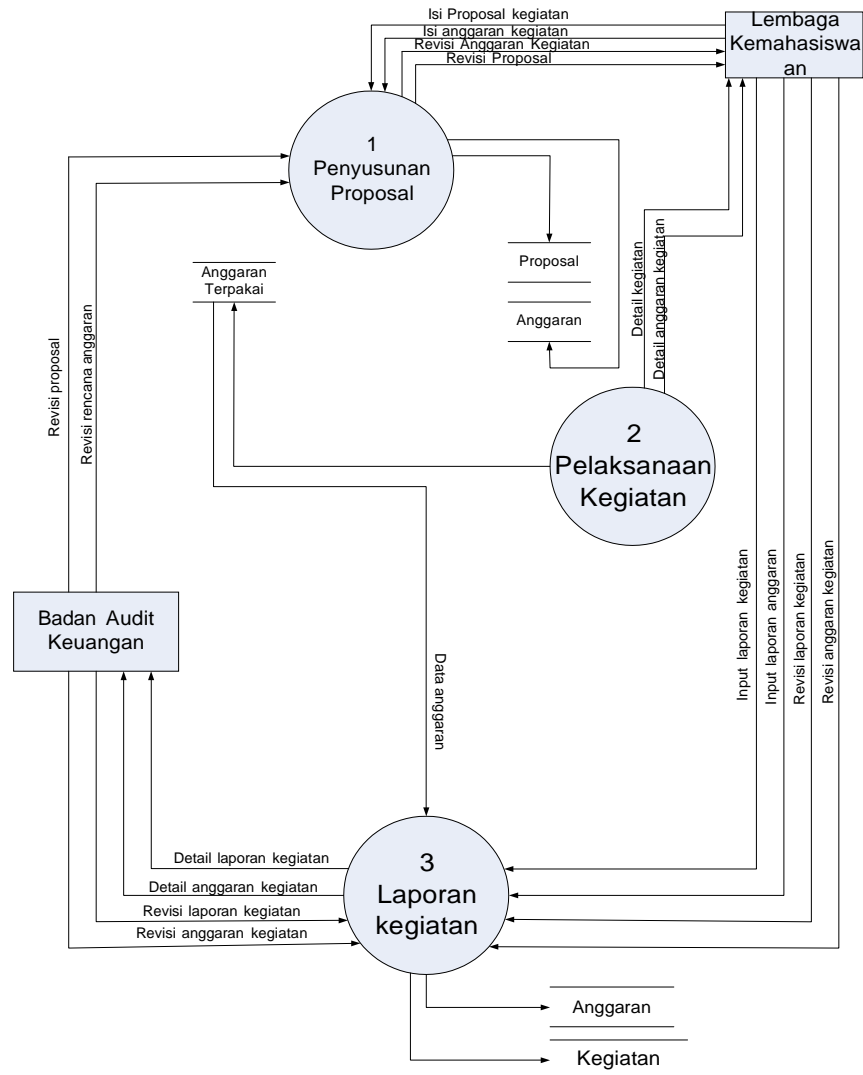 Isi Proposal kegiatan
Isi anggaran kegiatan
Revisi Anggaran Kegiatan
Revisi Proposal
Lembaga
Kemahasiswa
an
1
Penyusunan
Proposal
Anggaran
Terpakai
Proposal
Anggaran
Detail kegiatan
Detail anggaran kegiatan
Revisi proposal
Revisi rencana anggaran
2
Pelaksanaan
Kegiatan
Badan Audit
Keuangan
Data anggaran
Input laporan kegiatan
Input laporan anggaran
Revisi laporan kegiatan
Revisi anggaran kegiatan
3
Laporan
kegiatan
Detail laporan kegiatan
Detail anggaran kegiatan
Revisi laporan kegiatan
Revisi anggaran kegiatan
Anggaran
Kegiatan